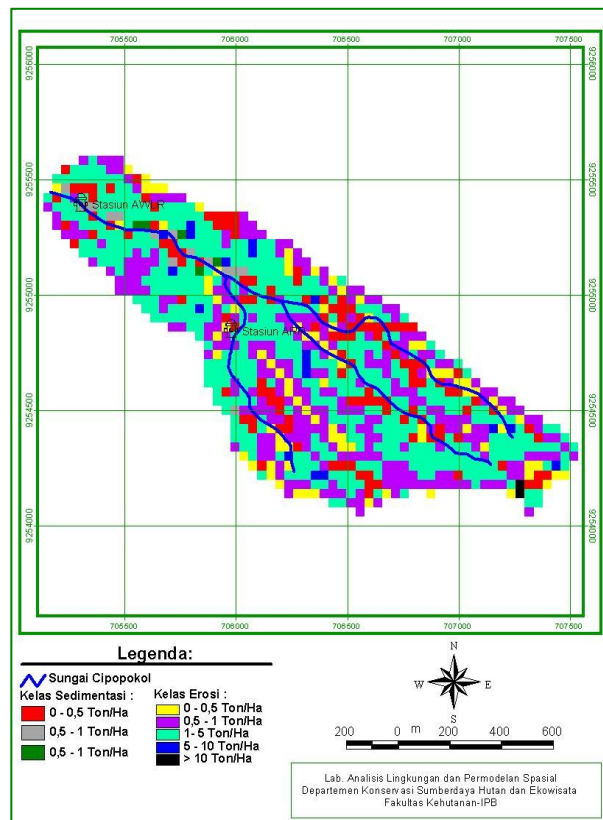 705500 706000 706500 707000 707500
9256000 9256000
9255500 9255500
Stasiun AWLR
9255000 9255000
Stasiun ARR
9254500 9254500
9254000 9254000
705500 706000 706500 707000 707500
Legenda:
Sungai Cipopokol
Kelas Sedimentasi :
0 - 0,5 Ton/Ha
0,5 - 1 Ton/Ha
0,5 - 1 Ton/Ha
Kelas Erosi :
0 - 0,5 Ton/Ha
0,5 - 1 Ton/Ha
1- 5 Ton/Ha
5 - 10 Ton/Ha
> 10 Ton/Ha
N
W E
S
200 0 m 200 400 600
Lab. Analisis Lingkungan dan Permodelan Spasial
Departemen Konservasi Sumberdaya Hutan dan Ekowisata
Fakultas Kehutanan-IPB